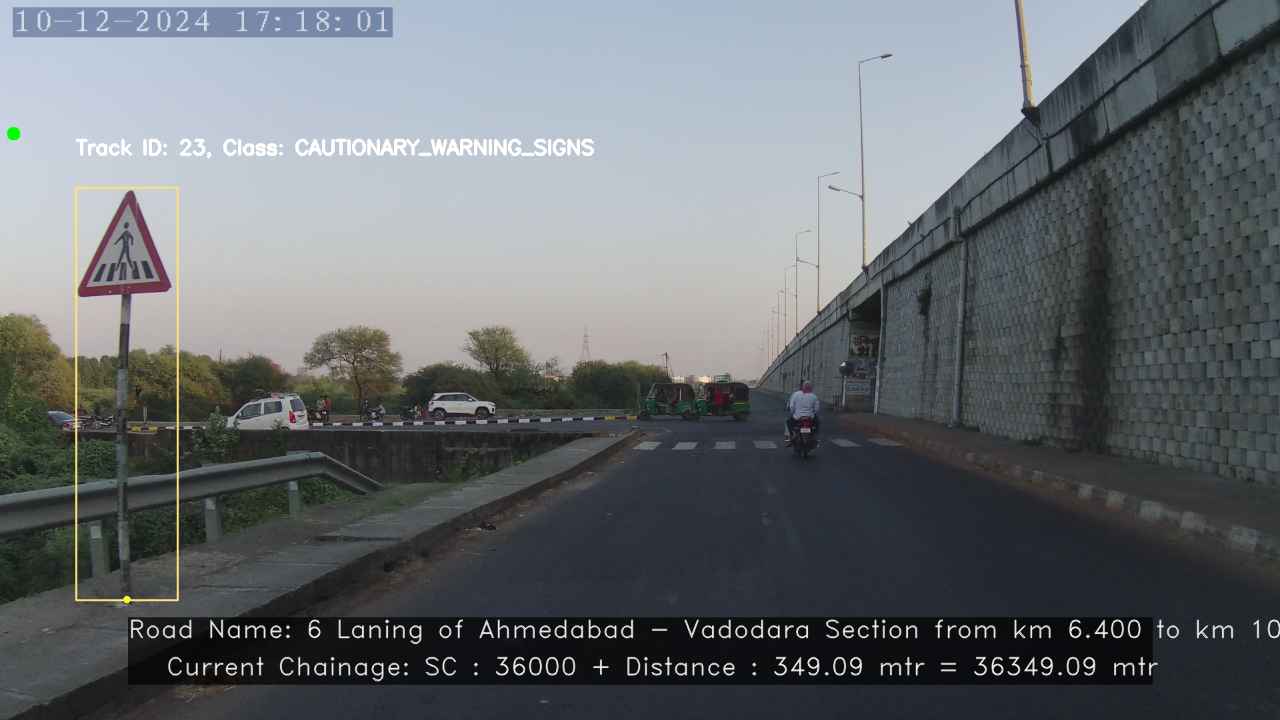 10-12-2024 17:18:01
Track ID: 23, Class: CAUTIONARY_WARNING_SIGNS
Road Name: 6 Laning of Ahmedabad - Vadodara Section from km 6.400 to km 10
Current Chainage: SC : 36000 + Distance : 349.09 mtr = 36349.09 mtr